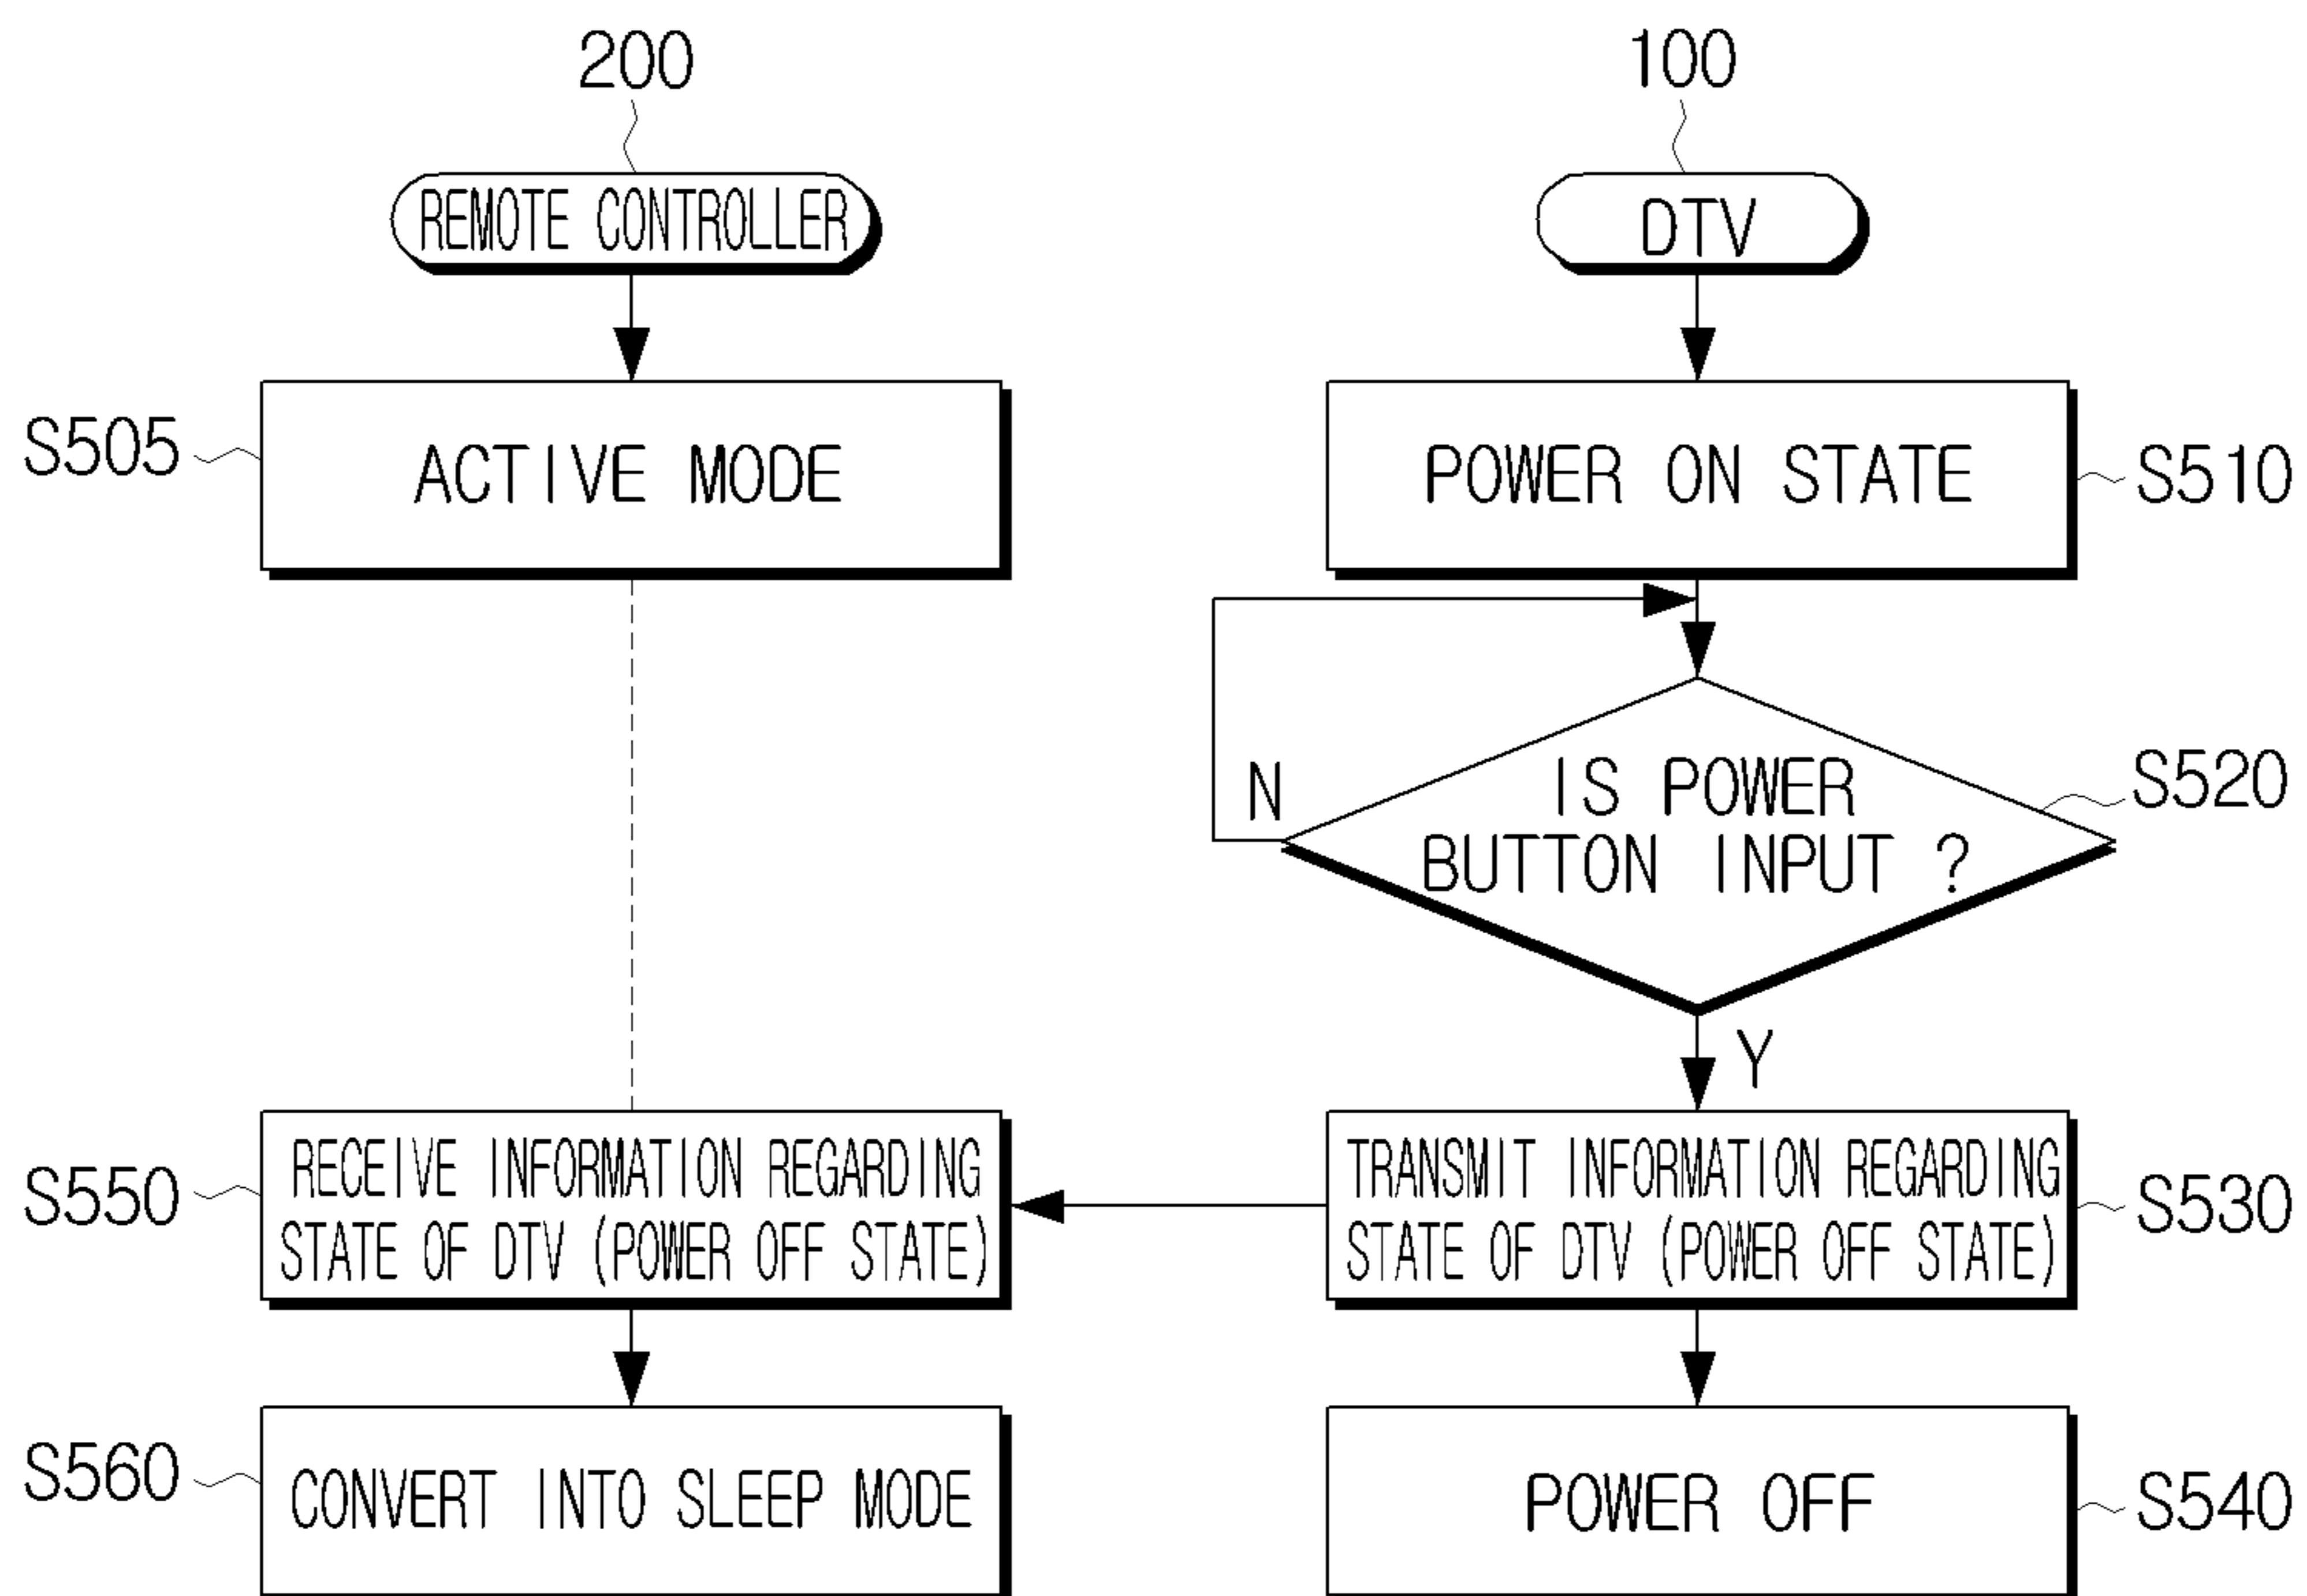 200
100
REMOTE CONTROLLER
DTV
S505
ACTIVE MODE
POWER ON STATE
S510
N
IS POWER
BUTTON INPUT ?
S520
Y
S550
RECEIVE INFORMATION REGARDING
STATE OF DTV (POWER OFF STATE)
TRANSMIT INFORMATION REGARDING
STATE OF DTV (POWER OFF STATE)
S530
S560
CONVERT INTO SLEEP MODE
POWER OFF
S540